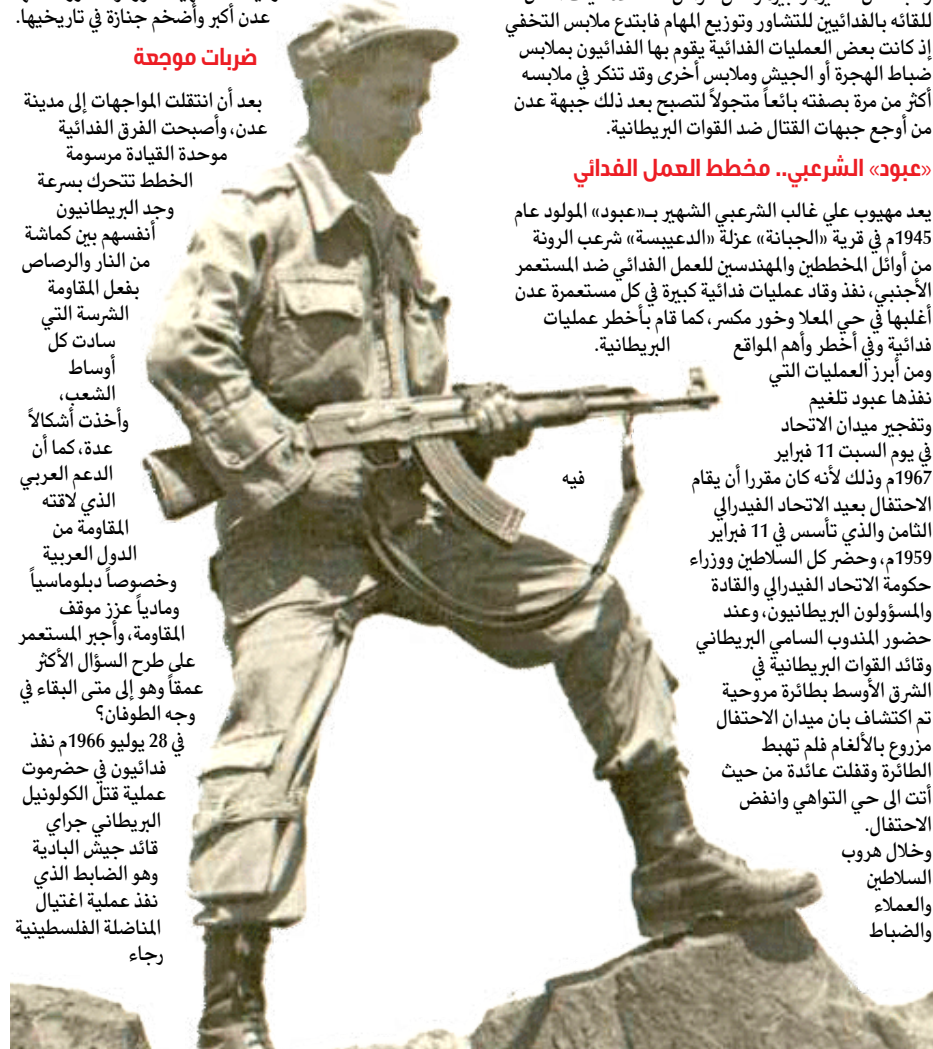 للقائه بالفدائيين للتشاور وتوزيع المهام فابتدع ملابس التخفي
إذ كانت بعض العمليات الفدائية يقوم بها الفدائيون بملابس
ضباط الهجرة أو الجيش وملابس أخرى وقد تنكر في ملابسه
أكثر من مرة بصفته بائعاً متجولاً لتصبح بعد ذلك جبهة عدن
من أوجع جبهات القتال ضد القوات البريطانية.
«عبود» الشرعبي.. مخطط العمل الفدائي
يعد مهيوب علي غالب الشرعبي الشهير بـ«عبود» المولود عام
1945م في قرية «الجبانة» عزلة «الدعيبسة» شرعب الرونة
من أوائل المخططين والمهندسين للعمل الفدائي ضد المستعمر
الأجنبي، نفذ وقاد عمليات فدائية كبيرة في كل مستعمرة عدن
أغلبها في حي المعلا وخور مكسر، كما قام بأخطر عمليات
فدائية وفي أخطر وأهم المواقع البريطانية.
ومن أبرز العمليات التي
نفذها عبود تلغيم
وتفجير ميدان الاتحاد
في يوم السبت 11 فبراير
1967م وذلك لأنه كان مقررا أن يقام فيه
الاحتفال بعيد الاتحاد الفيدرالي
الثامن والذي تأسس في 11 فبراير
1959م، وحضر كل السلاطين ووزراء
حكومة الاتحاد الفيدرالي والقادة
والمسؤولون البريطانيون، وعند
حضور المندوب السامي البريطاني
وقائد القوات البريطانية في
الشرق الأوسط بطائرة مروحية
تم اكتشاف بان ميدان الاحتفال
مزروع بالألغام فلم تهبط
الطائرة وقفلت عائدة من حيث
أتت الى حي التواهي وانفض
الاحتفال.
وخلال هروب
السلاطين
والعملاء
والضباط
عدن أكبر وأضخم جنازة في تاريخيها.
ضربات موجعة
بعد أن انتقلت المواجهات إلى مدينة
عدن، وأصبحت الفرق الفدائية
موحدة القيادة مرسومة
الخطط تتحرك بسرعة
وجد البريطانيون
أنفسهم بين كماشة
من النار والرصاص
بفعل المقاومة
الشرسة التي
سادت كل
أوساط
الشعب،
وأخذت أشكالاً
عدة، كما أن
الدعم العربي
الذي لاقته
المقاومة من
الدول العربية
وخصوصاً دبلوماسياً
ومادياً عزز موقف
المقاومة، وأجبر المستعمر
على طرح السؤال الأكثر
عمقاً وهو إلى متى البقاء في
وجه الطوفان؟
في 28 يوليو 1966م نفذ
فدائيون في حضرموت
عملية قتل الكولونيل
البريطاني جراي
قائد جيش البادية
وهو الضابط الذي
نفذ عملية اغتيال
المناضلة الفلسطينية
رجاء